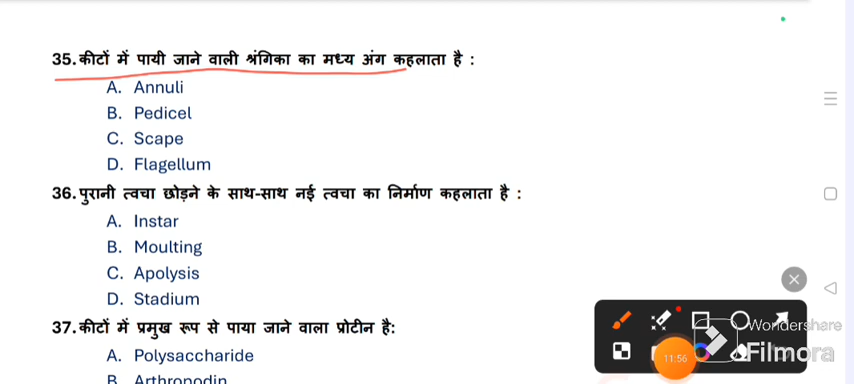 35. कीटों में पायी जाने वाली श्रंगिका का मध्य अंग कहलाता है :
A. Annuli
B. Pedicel
C. Scape
D. Flagellum
36. पुरानी त्वचा छोड़ने के साथ-साथ नई त्वचा का निर्माण कहलाता है :
A. Instar
B. Moulting
C. Apolysis
D. Stadium
37. कीटों में प्रमुख रूप से पाया जाने वाला प्रोटीन है:
A. Polysaccharide
B. Arthropodin
Wondershare
Filmora
11:56